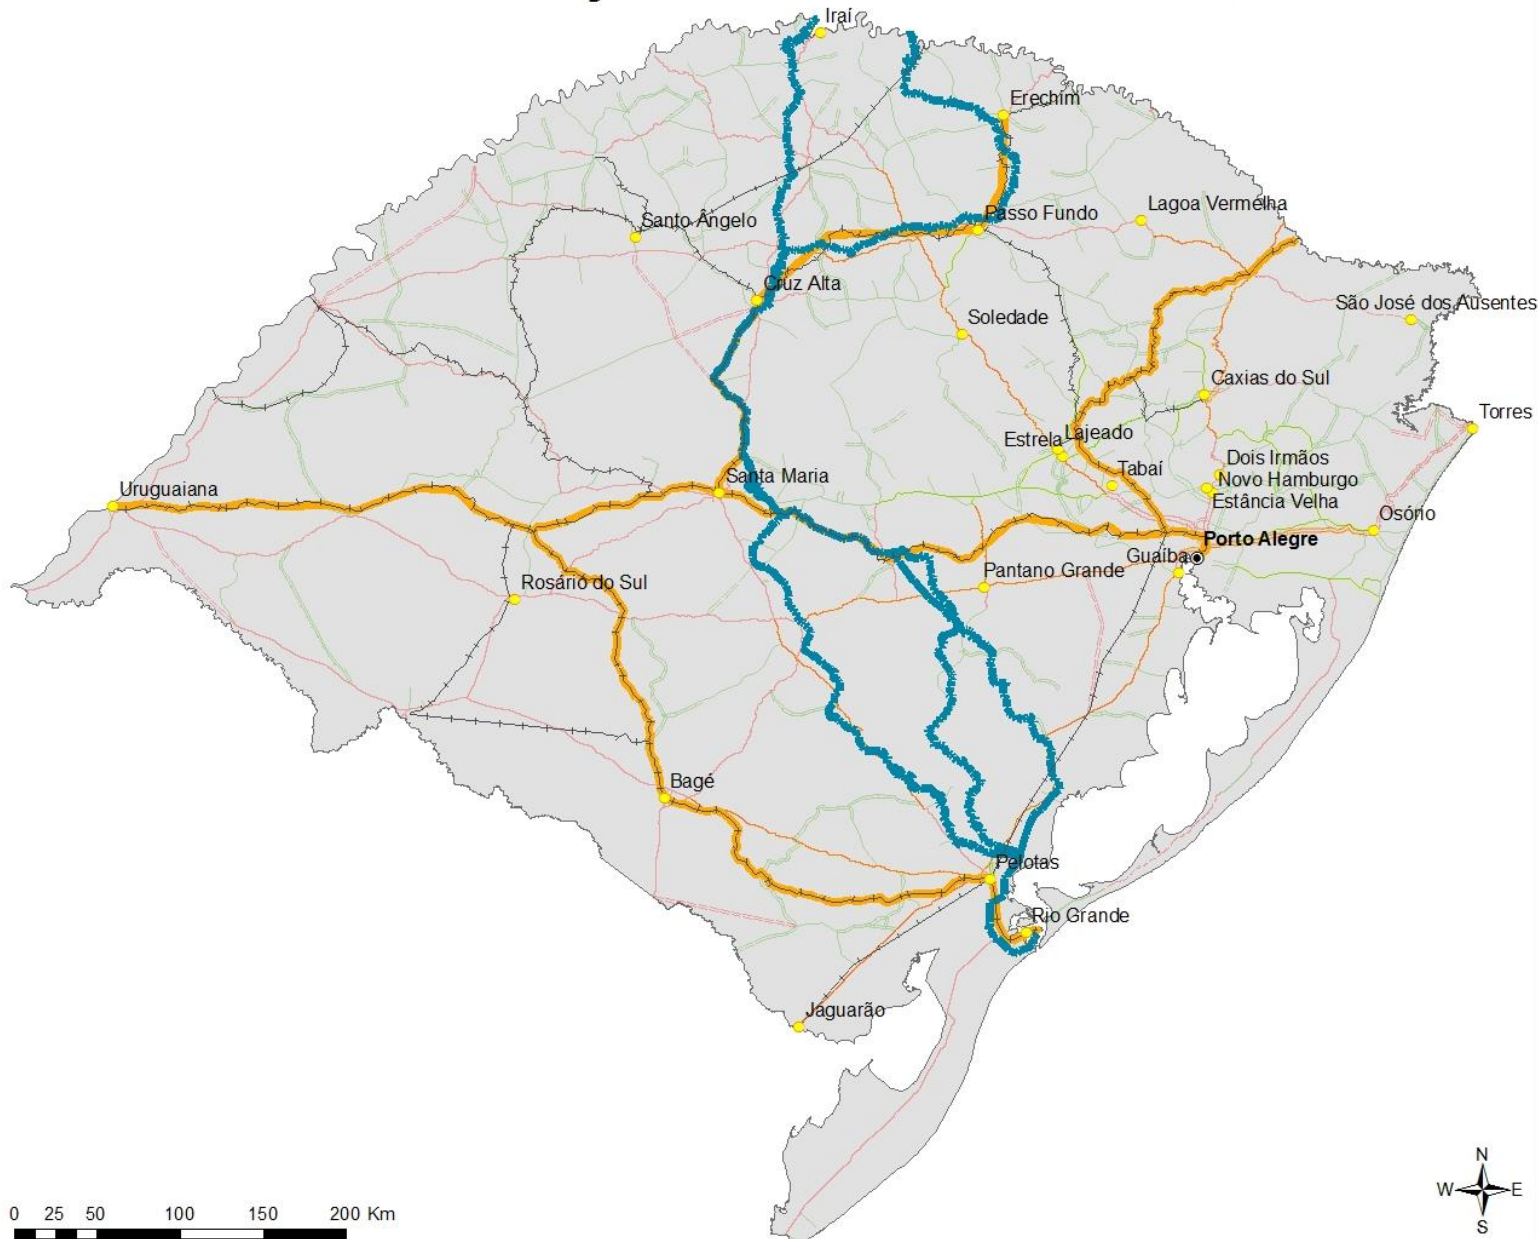 Iraí
Erechim
Santo Ângelo
Passo Fundo
Lagoa Vermelha
Cruz Alta
São José dos Ausentes
Soledade
Caxias do Sul
Torres
Estrela
Lajeado
Tabaí
Dois Irmãos
Novo Hamburgo
Estância Velha
Uruguaiana
Santa Maria
Osório
Porto Alegre
Guaíba
Rosário do Sul
Pantano Grande
Bagé
Pelotas
Rio Grande
Jaguarão
N
W E
S
0 25 50 100 150 200 Km